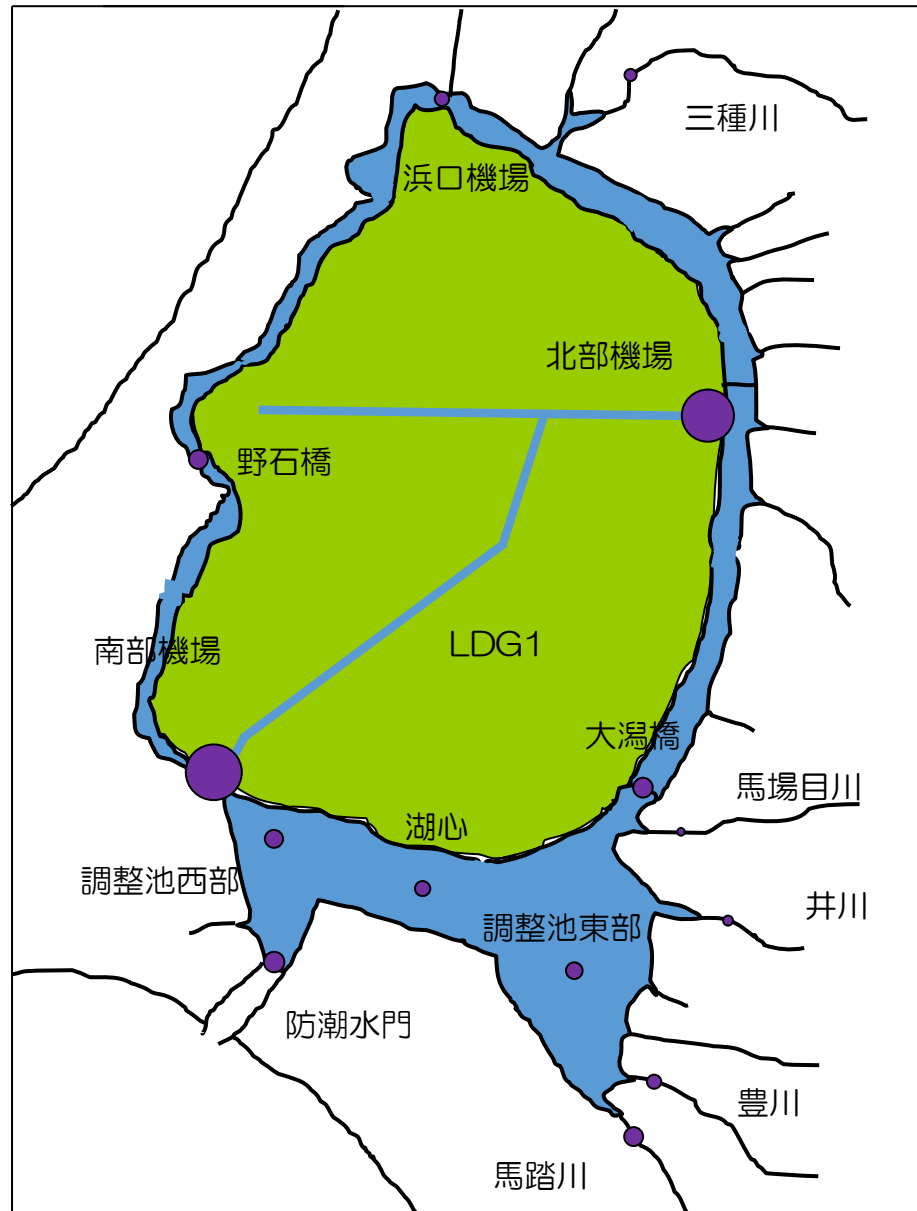 三種川
浜口機場
北部機場
野石橋
LDG1
南部機場
大潟橋
馬場目川
湖心
調整池西部
井川
調整池東部
防潮水門
豊川
馬踏川